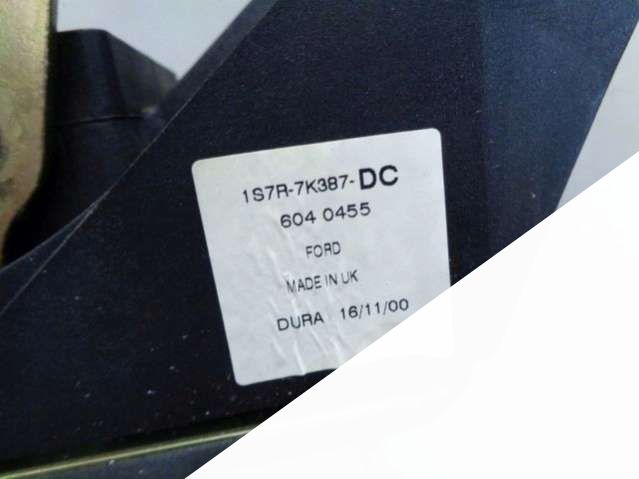 1S7R-7K387-DC
604 0455
FORD
MADE IN UK
DURA 16/11/00